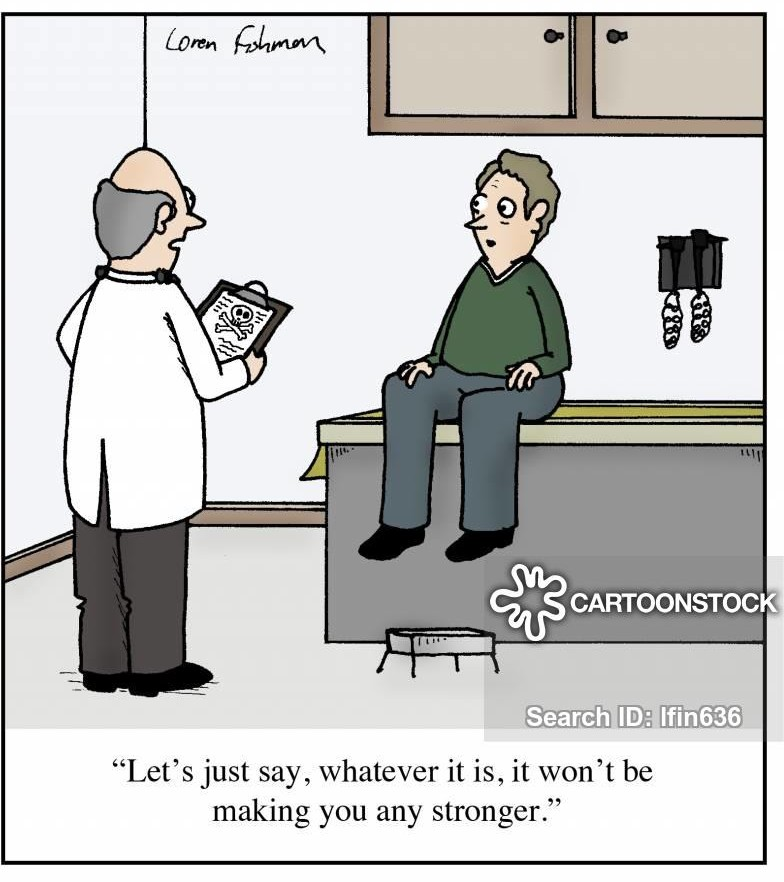 Loren Fishman
CARTOONSTOCK
Search ID: lfin636
“Let’s just say, whatever it is, it won’t be
making you any stronger.”